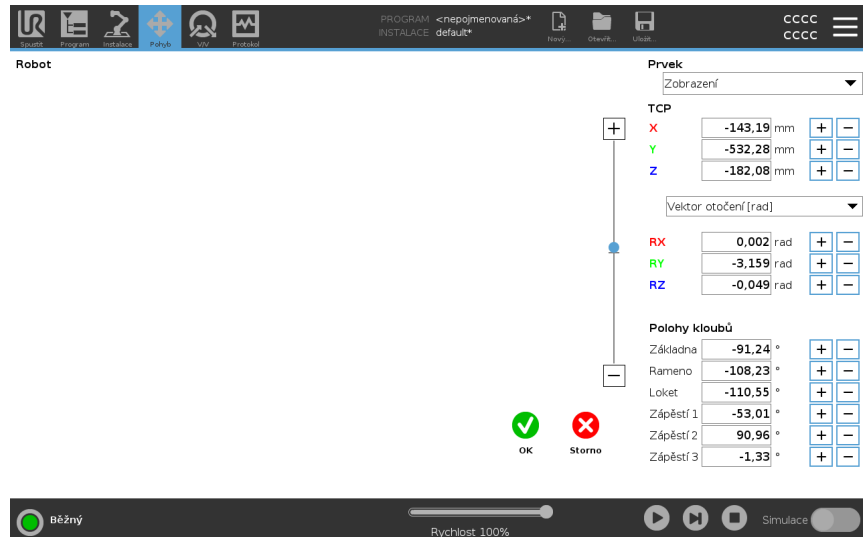 PROGRAM <nepojmenovaná>*
INSTALACE default*
CCCC
CCCC
Spustit Program Instalace Pohyb V/V Protokol Nový... Otevřít... Uložit...
Robot
Prvek
Zobrazení
TCP
X -143,19 mm + −
Y -532,28 mm + −
Z -182,08 mm + −
Vektor otočení [rad]
RX 0,002 rad + −
RY -3,159 rad + −
RZ -0,049 rad + −
Polohy kloubů
Základna -91,24 ° + −
Rameno -108,23 ° + −
Loket -110,55 ° + −
Zápěstí 1 -53,01 ° + −
Zápěstí 2 90,96 ° + −
Zápěstí 3 -1,33 ° + −
OK Storno
Běžný
Rychlost 100%
Simulace